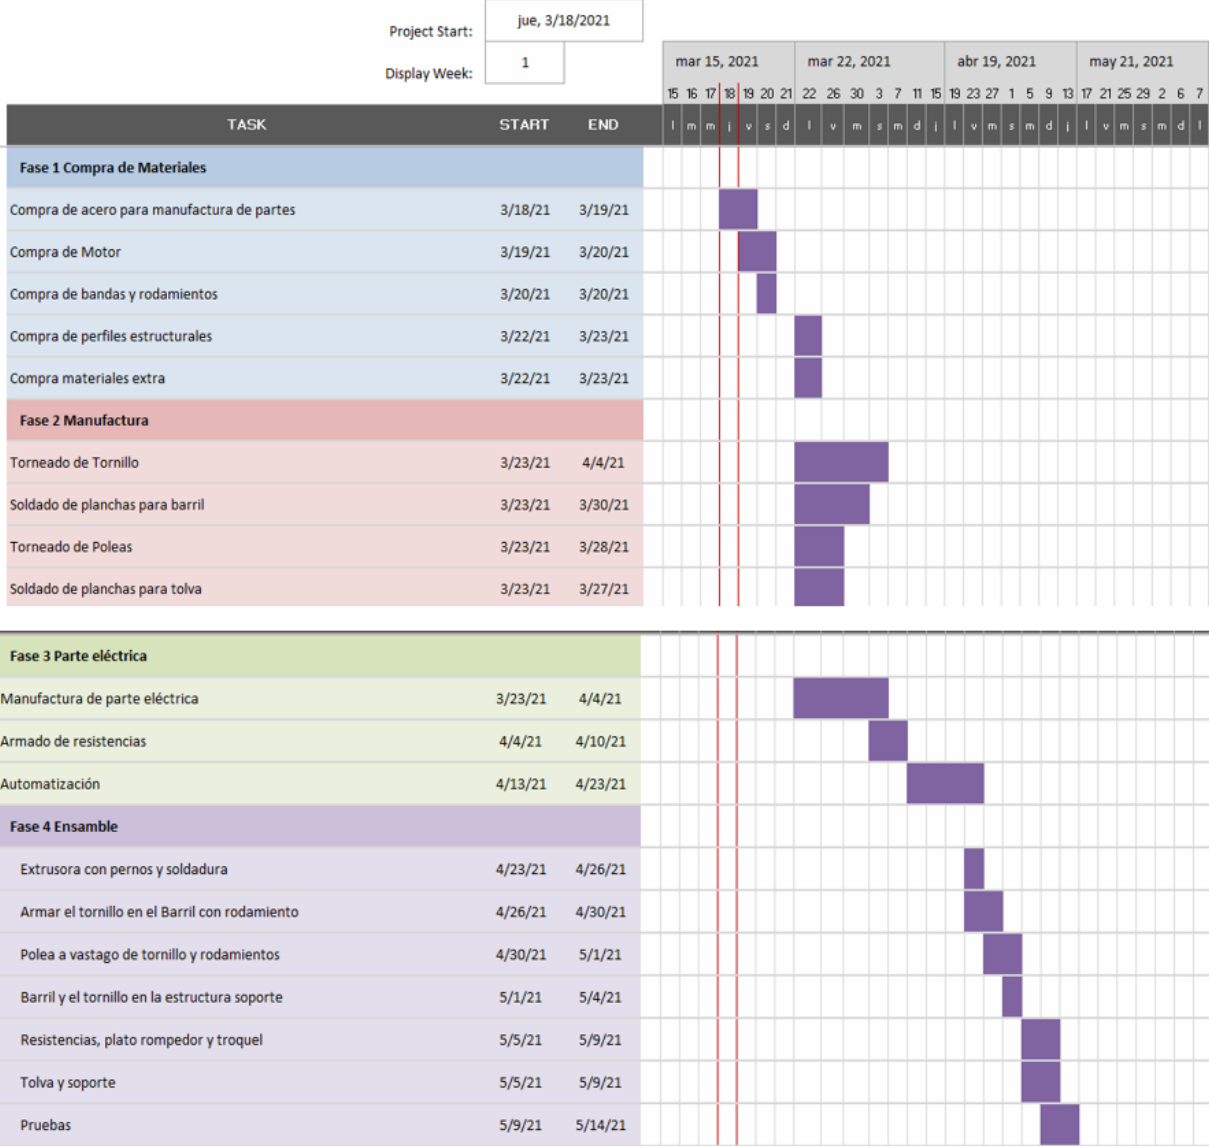 Project Start: jue, 3/18/2021
Display Week: 1
mar 15, 2021 mar 22, 2021 abr 19, 2021 may 21, 2021
15 16 17 18 19 20 21 22 26 30 3 7 11 15 19 23 27 1 5 9 13 17 21 25 29 2 6 7
TASK START END l m m j v s d l v m s m d j l v m s m d j l v m s m d l
Fase 1 Compra de Materiales
Compra de acero para manufactura de partes 3/18/21 3/19/21
Compra de Motor 3/19/21 3/20/21
Compra de bandas y rodamientos 3/20/21 3/20/21
Compra de perfiles estructurales 3/22/21 3/23/21
Compra materiales extra 3/22/21 3/23/21
Fase 2 Manufactura
Torneado de Tornillo 3/23/21 4/4/21
Soldado de planchas para barril 3/23/21 3/30/21
Torneado de Poleas 3/23/21 3/28/21
Soldado de planchas para tolva 3/23/21 3/27/21
Fase 3 Parte eléctrica
Manufactura de parte eléctrica 3/23/21 4/4/21
Armado de resistencias 4/4/21 4/10/21
Automatización 4/13/21 4/23/21
Fase 4 Ensamble
Extrusora con pernos y soldadura 4/23/21 4/26/21
Armar el tornillo en el Barril con rodamiento 4/26/21 4/30/21
Polea a vastago de tornillo y rodamientos 4/30/21 5/1/21
Barril y el tornillo en la estructura soporte 5/1/21 5/4/21
Resistencias, plato rompedor y troquel 5/5/21 5/9/21
Tolva y soporte 5/5/21 5/9/21
Pruebas 5/9/21 5/14/21